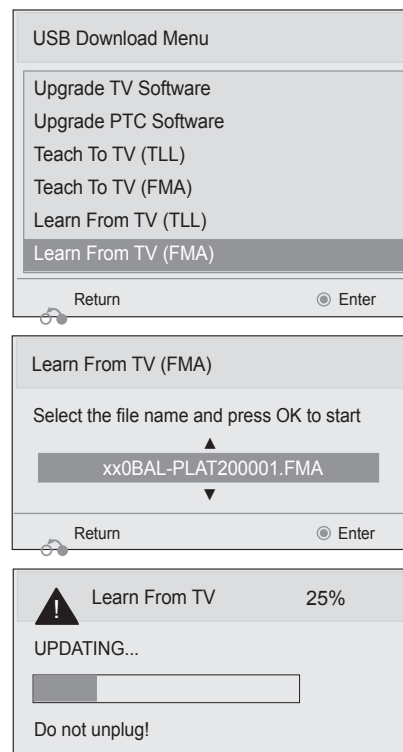 USB Download Menu
Upgrade TV Software
Upgrade PTC Software
Teach To TV (TLL)
Teach To TV (FMA)
Learn From TV (TLL)
Learn From TV (FMA)
Return Enter
Learn From TV (FMA)
Select the file name and press OK to start
▲
xx0BAL-PLAT200001.FMA
▼
Return Enter
! Learn From TV 25%
UPDATING...
Do not unplug!